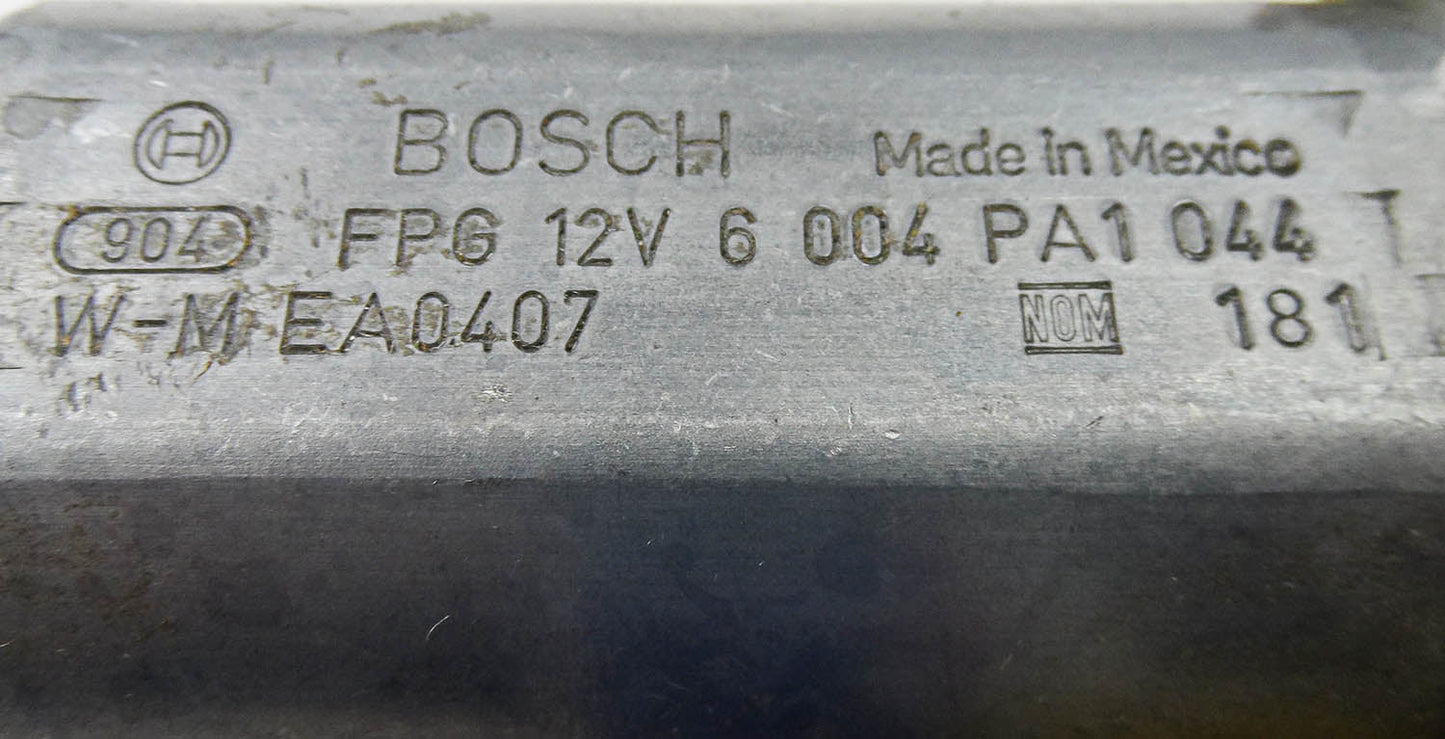 BOSCH Made in Mexico
904 FPG 12V 6 004 PA1 044
W-M EA0407 NOM 181